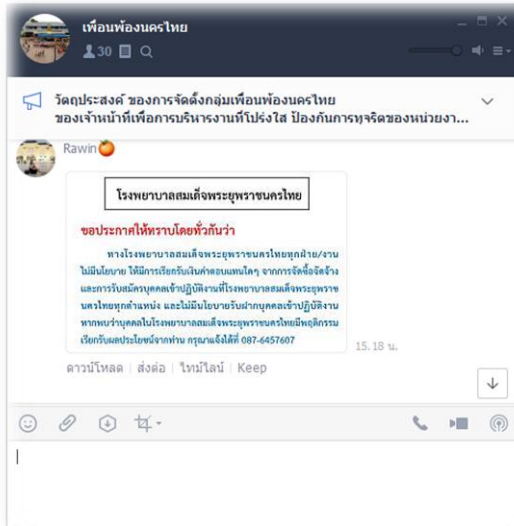 เพื่อนพ้องนครไทย
30
วัตถุประสงค์ ของการจัดตั้งกลุ่มเพื่อนพ้องนครไทย
ของเจ้าหน้าที่เพื่อการบริหารงานที่โปร่งใส ป้องกันการทุจริตของหน่วยงา...
Rawin
โรงพยาบาลสมเด็จพระยุพราชนครไทย
ขอประกาศให้ทราบโดยทั่วกันว่า
ทางโรงพยาบาลสมเด็จพระยุพราชนครไทยทุกฝ่าย/งาน
ไม่มีนโยบาย ให้มีการเรียกรับเงินค่าตอบแทนใดๆ จากการจัดซื้อจัดจ้าง
และการรับสมัครบุคคลเข้าปฏิบัติงานที่โรงพยาบาลสมเด็จพระยุพราช
นครไทยทุกตำแหน่ง และไม่มีนโยบายรับฝากบุคคลเข้าปฏิบัติงาน
หากพบว่าบุคคลในโรงพยาบาลสมเด็จพระยุพราชนครไทยมีพฤติกรรม
เรียกรับผลประโยชน์จากท่าน กรุณาแจ้งได้ที่ 087-6457607
15.18 น.
ดาวน์โหลด | ส่งต่อ | ไทม์ไลน์ | Keep